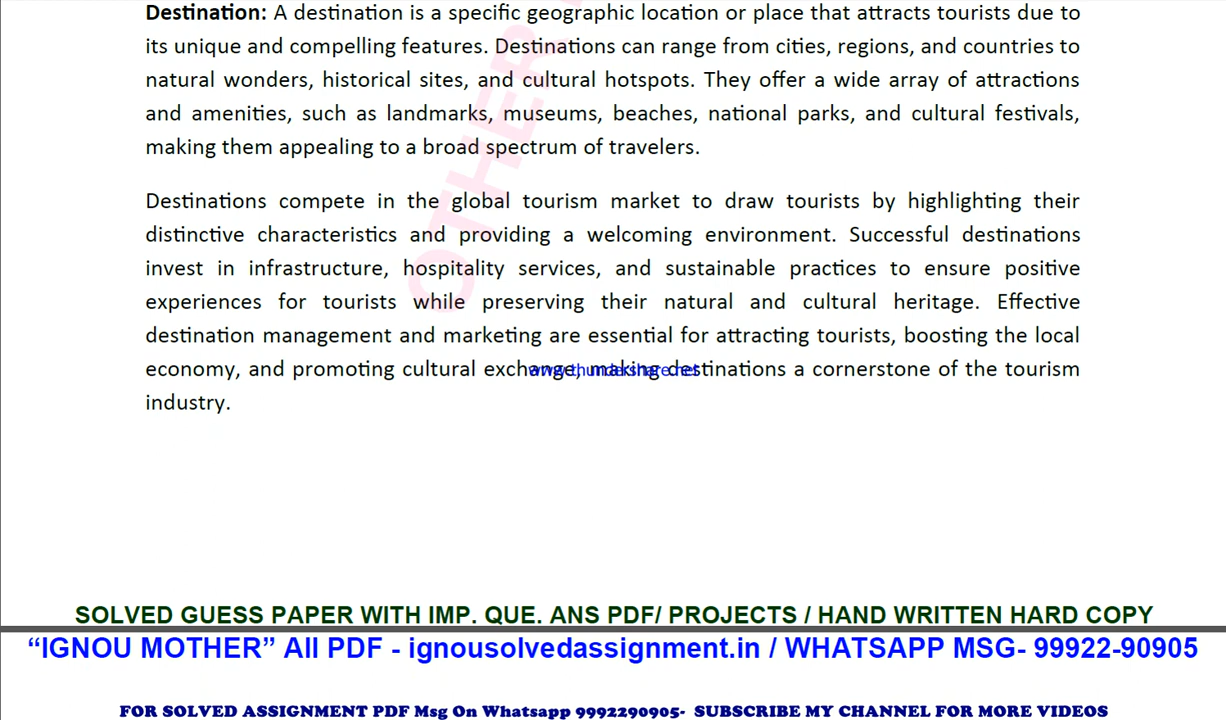 Destination: A destination is a specific geographic location or place that attracts tourists due to
its unique and compelling features. Destinations can range from cities, regions, and countries to
natural wonders, historical sites, and cultural hotspots. They offer a wide array of attractions
and amenities, such as landmarks, museums, beaches, national parks, and cultural festivals,
making them appealing to a broad spectrum of travelers.
Destinations compete in the global tourism market to draw tourists by highlighting their
distinctive characteristics and providing a welcoming environment. Successful destinations
invest in infrastructure, hospitality services, and sustainable practices to ensure positive
experiences for tourists while preserving their natural and cultural heritage. Effective
destination management and marketing are essential for attracting tourists, boosting the local
economy, and promoting cultural exchange, making destinations a cornerstone of the tourism
www.thundershare.net
industry.
OTHER
SOLVED GUESS PAPER WITH IMP. QUE. ANS PDF/ PROJECTS / HAND WRITTEN HARD COPY
“IGNOU MOTHER” All PDF - ignousolvedassignment.in / WHATSAPP MSG- 99922-90905
FOR SOLVED ASSIGNMENT PDF Msg On Whatsapp 9992290905- SUBSCRIBE MY CHANNEL FOR MORE VIDEOS